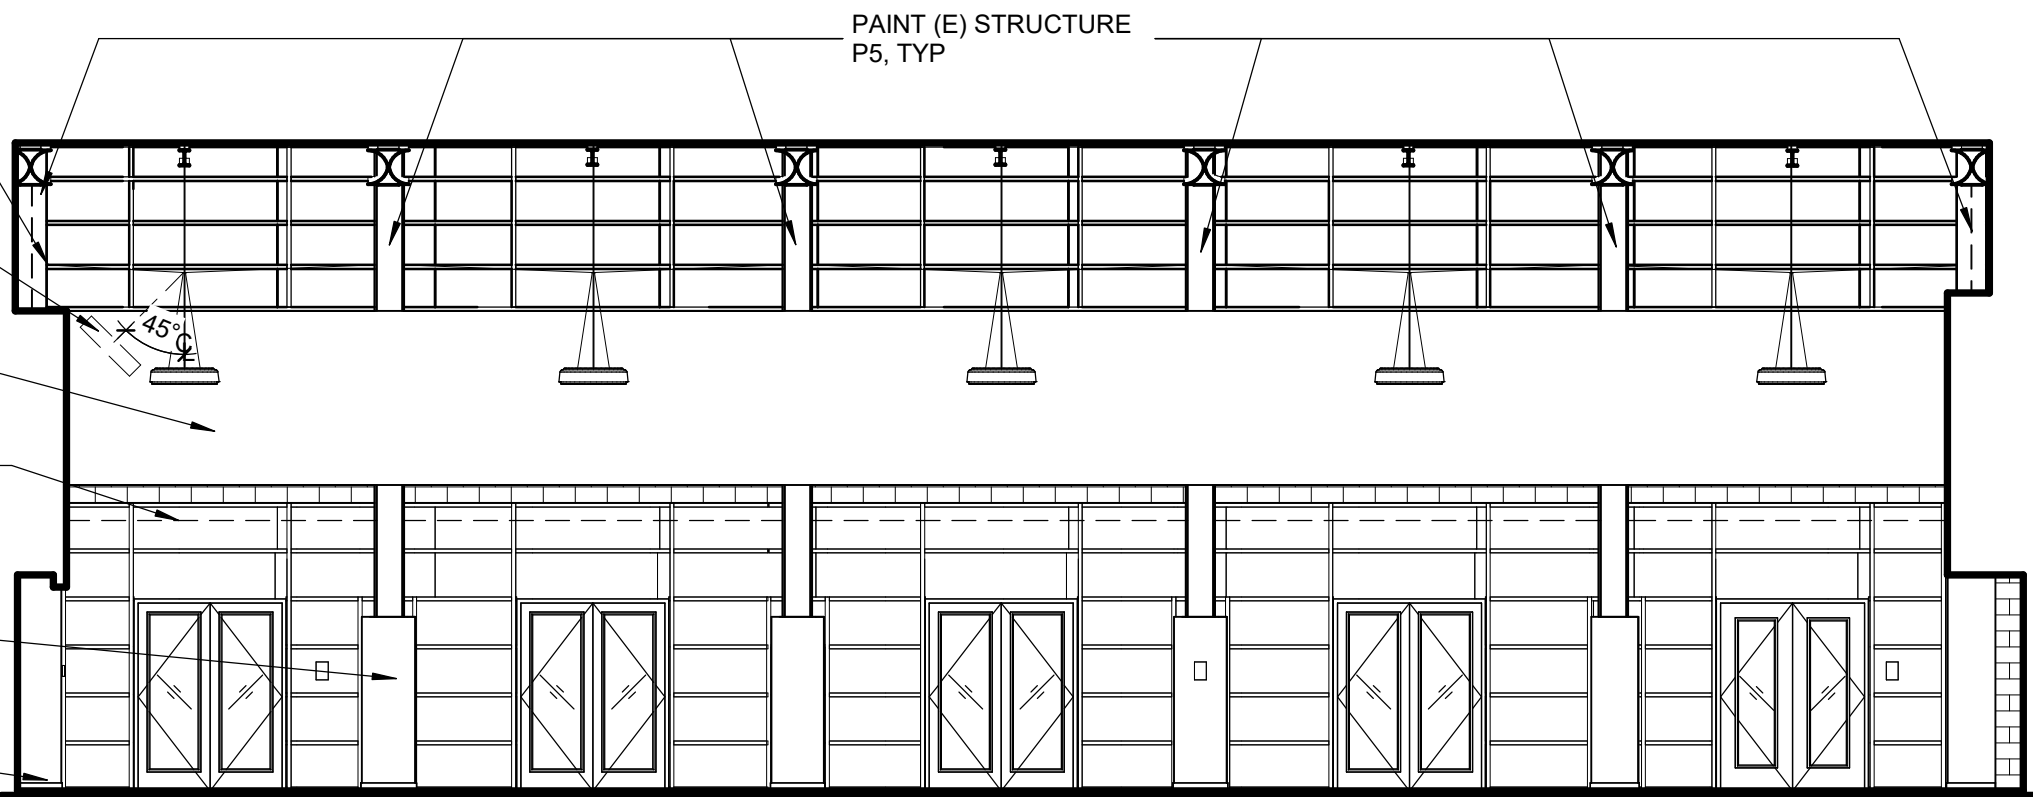 PAINT (E) STRUCTURE
P5, TYP
45°
℄